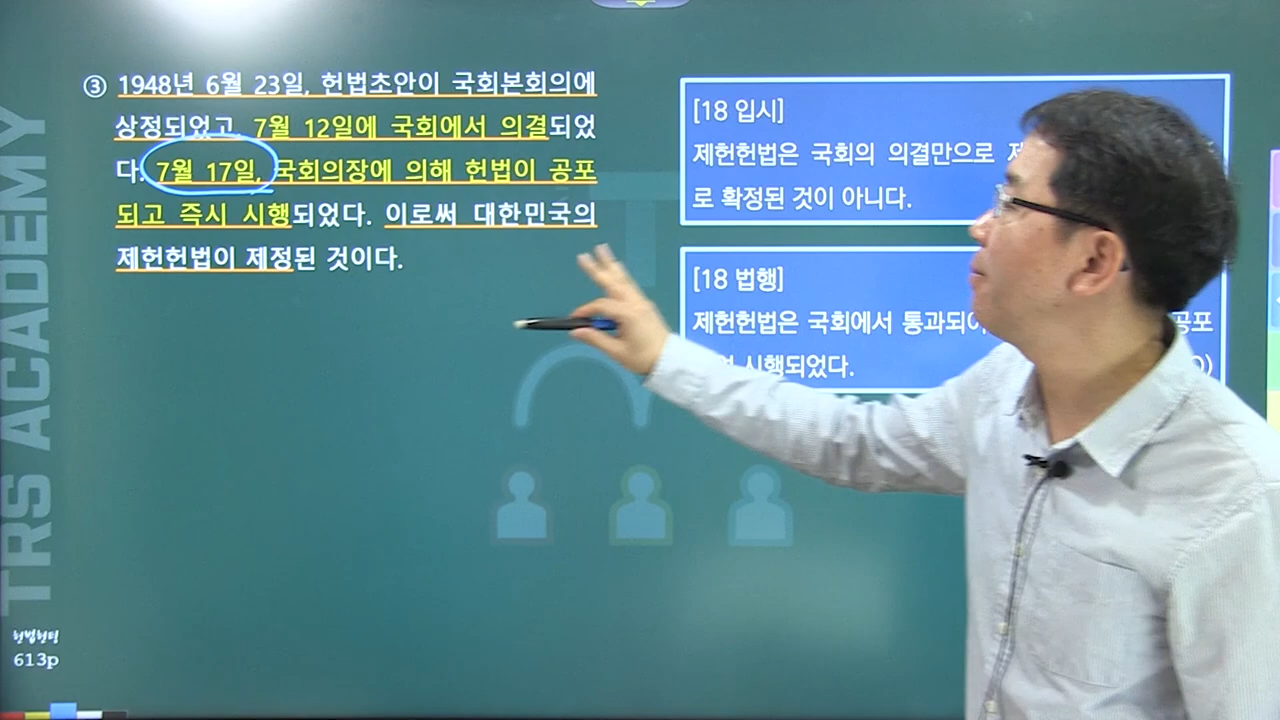 ③ 1948년 6월 23일, 헌법초안이 국회본회의에
상정되었고, 7월 12일에 국회에서 의결되었
다. 7월 17일, 국회의장에 의해 헌법이 공포
되고 즉시 시행되었다. 이로써 대한민국의
제헌헌법이 제정된 것이다.
[18 입시]
제헌헌법은 국회의 의결만으로
로 확정된 것이 아니다.
[18 법행]
제헌헌법은 국회에서 통과되어 공포
시행되었다. O)
TRS ACADEMY
헌법헌팅
613p